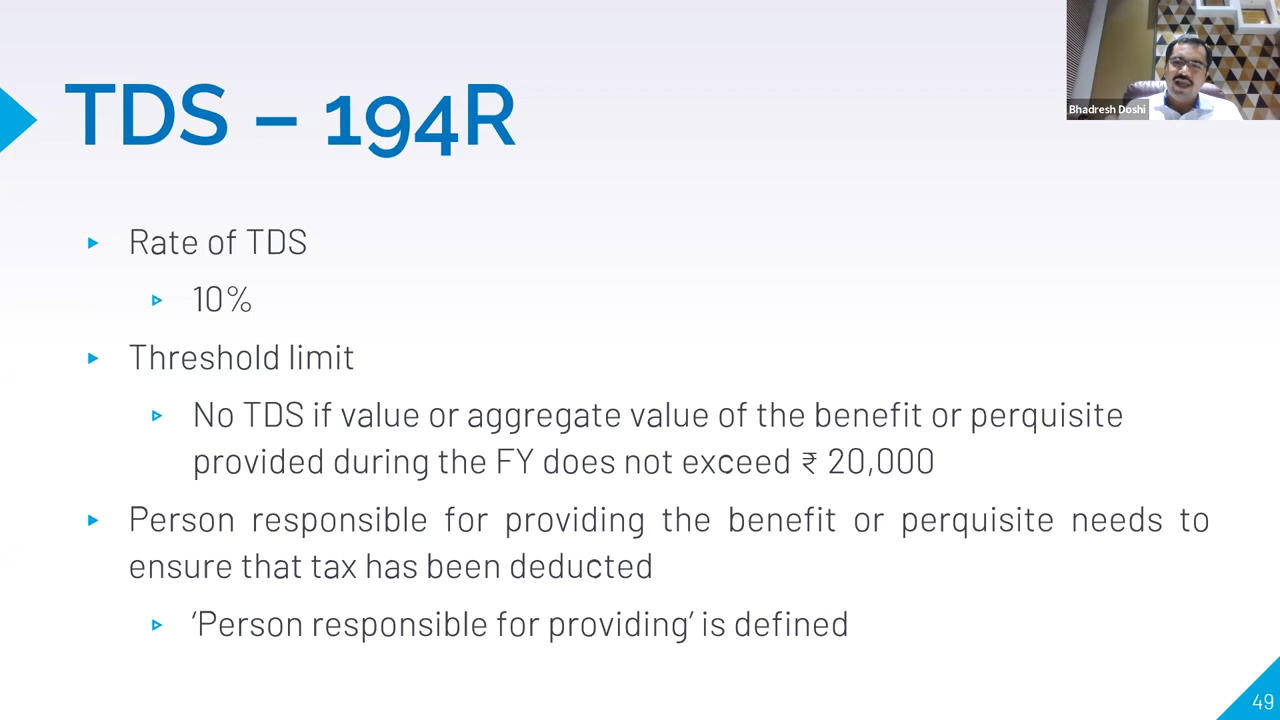 Bhadresh Doshi
TDS – 194R
Rate of TDS
10%
Threshold limit
No TDS if value or aggregate value of the benefit or perquisite
provided during the FY does not exceed ₹ 20,000
Person responsible for providing the benefit or perquisite needs to
ensure that tax has been deducted
‘Person responsible for providing’ is defined
49